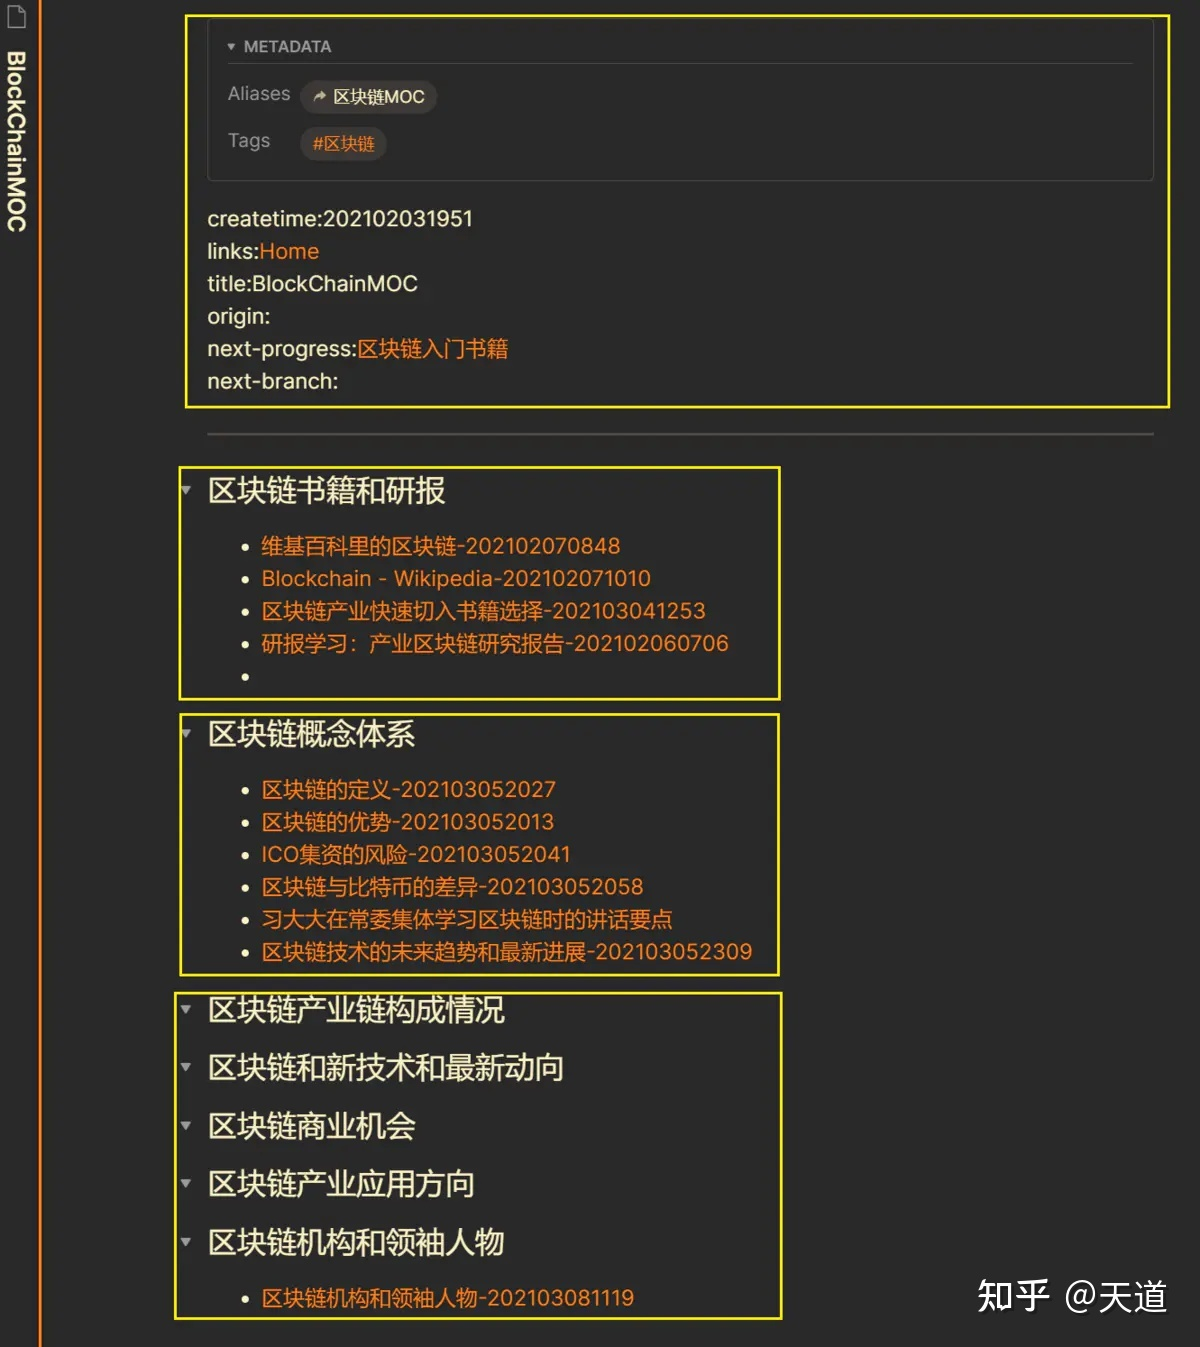 BlockChainMOC
METADATA
Aliases 区块链MOC
Tags #区块链
createtime:202102031951
links:Home
title:BlockChainMOC
origin:
next-progress:区块链入门书籍
next-branch:
区块链书籍和研报
维基百科里的区块链-202102070848
Blockchain - Wikipedia-202102071010
区块链产业快速切入书籍选择-202103041253
研报学习：产业区块链研究报告-202102060706
区块链概念体系
区块链的定义-202103052027
区块链的优势-202103052013
ICO集资的风险-202103052041
区块链与比特币的差异-202103052058
习大大在常委集体学习区块链时的讲话要点
区块链技术的未来趋势和最新进展-202103052309
区块链产业链构成情况
区块链和新技术和最新动向
区块链商业机会
区块链产业应用方向
区块链机构和领袖人物
区块链机构和领袖人物-202103081119
知乎 @天道